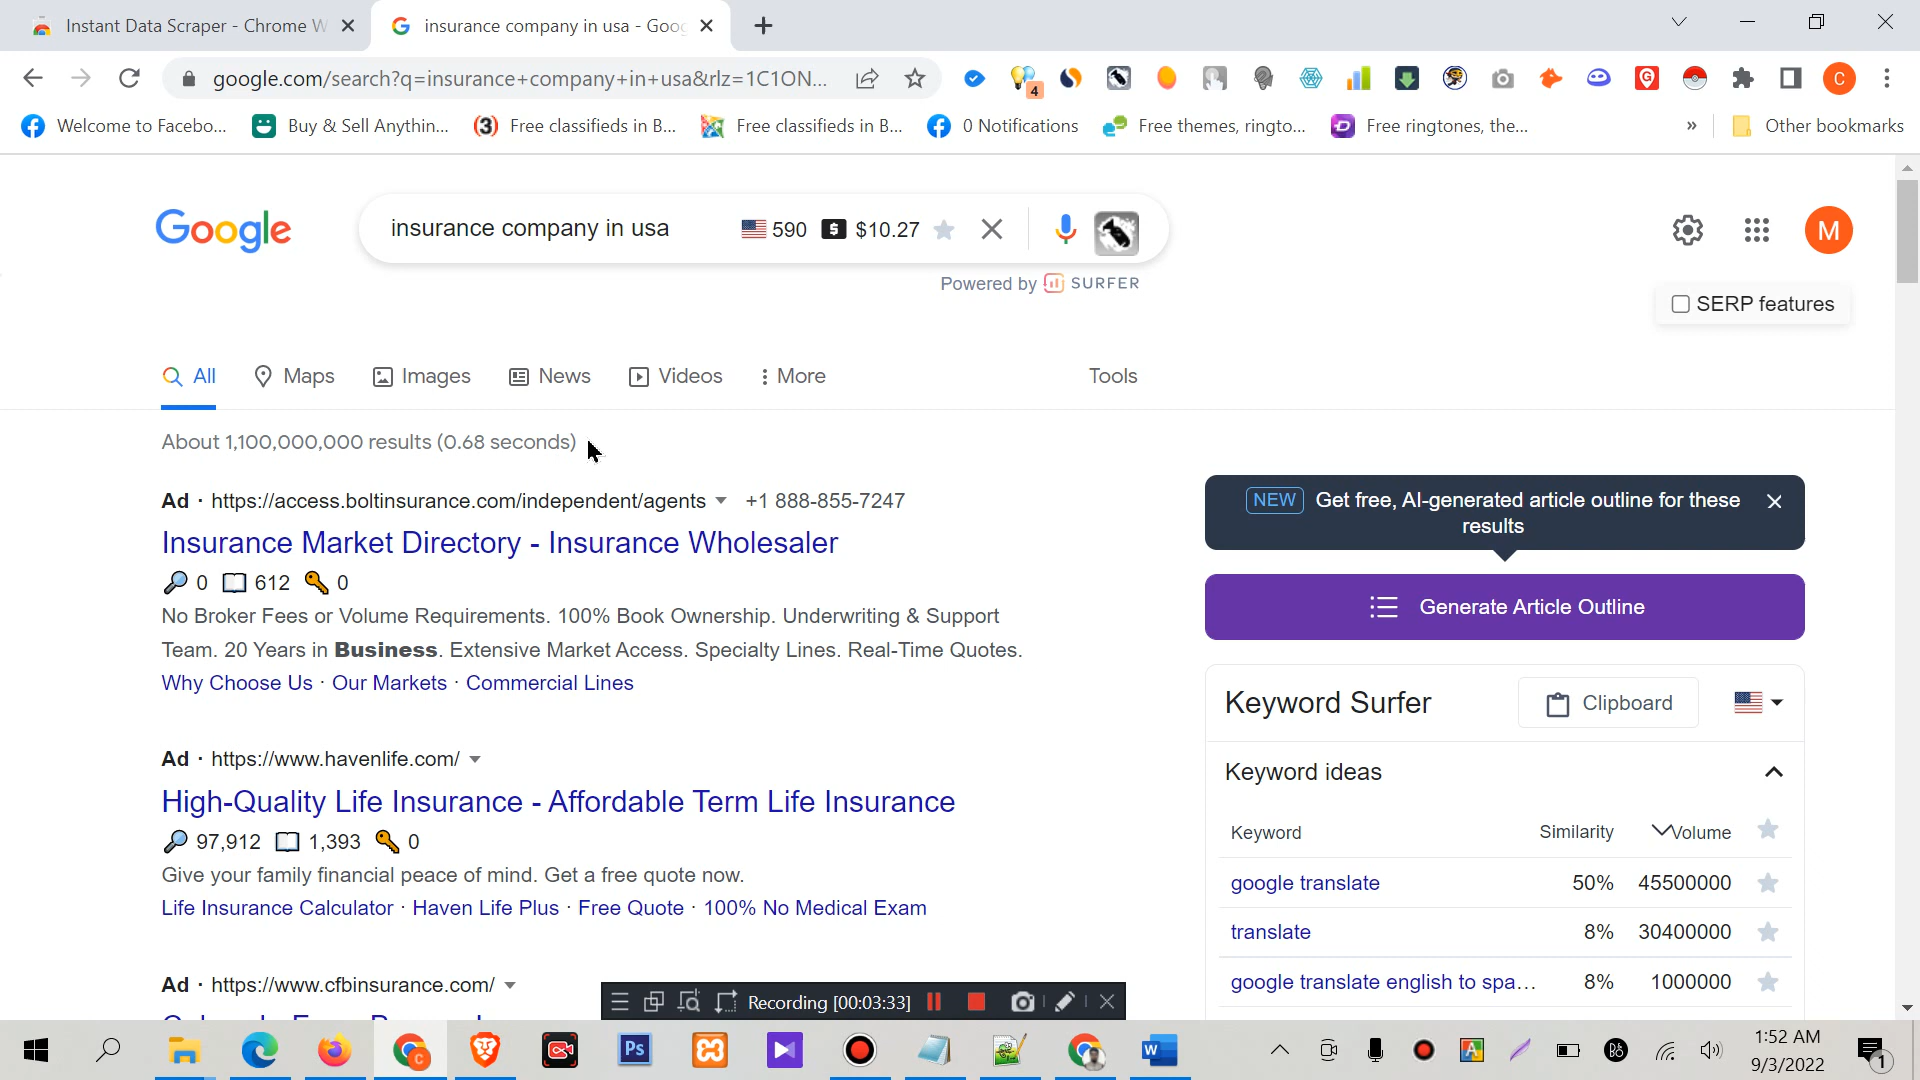 Instant Data Scraper - Chrome W
insurance company in usa - Goog
google.com/search?q=insurance+company+in+usa&rlz=1C1ON...
4
C
Welcome to Facebo...
Buy & Sell Anythin...
Free classifieds in B...
Free classifieds in B...
0 Notifications
Free themes, ringto...
Free ringtones, the...
»
Other bookmarks
Google
insurance company in usa
590
$10.27
M
Powered by SURFER
SERP features
All
Maps
Images
News
Videos
More
Tools
About 1,100,000,000 results (0.68 seconds)
Ad · https://access.boltinsurance.com/independent/agents +1 888-855-7247
Insurance Market Directory - Insurance Wholesaler
0 612 0
No Broker Fees or Volume Requirements. 100% Book Ownership. Underwriting & Support
Team. 20 Years in Business. Extensive Market Access. Specialty Lines. Real-Time Quotes.
Why Choose Us · Our Markets · Commercial Lines
Ad · https://www.havenlife.com/
High-Quality Life Insurance - Affordable Term Life Insurance
97,912 1,393 0
Give your family financial peace of mind. Get a free quote now.
Life Insurance Calculator · Haven Life Plus · Free Quote · 100% No Medical Exam
Ad · https://www.cfbinsurance.com/
NEW Get free, AI-generated article outline for these
results
Generate Article Outline
Keyword Surfer
Clipboard
Keyword ideas
Keyword Similarity Volume
google translate 50% 45500000
translate 8% 30400000
google translate english to spa... 8% 1000000
Recording [00:03:33]
1:52 AM
9/3/2022
1